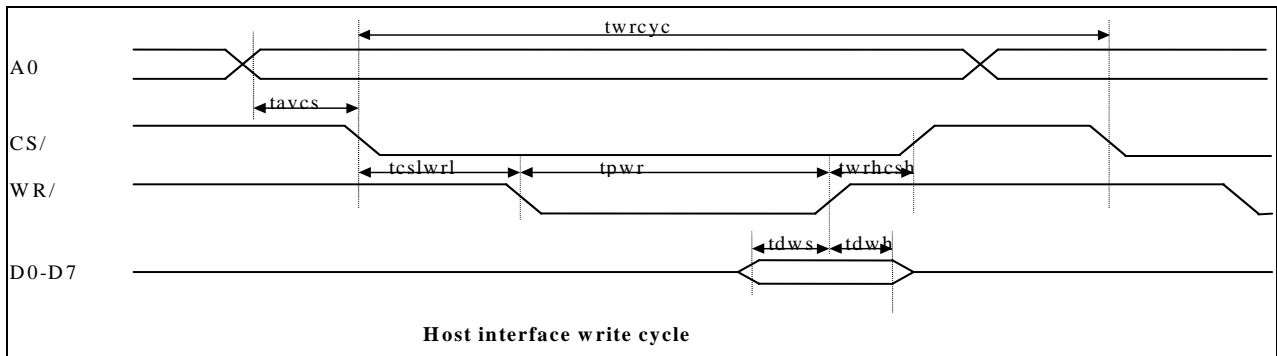 twrcyc
A0
tavcs
CS/
tcslwrl tpwr twrhcsh
WR/
tdws tdwh
D0-D7
Host interface write cycle